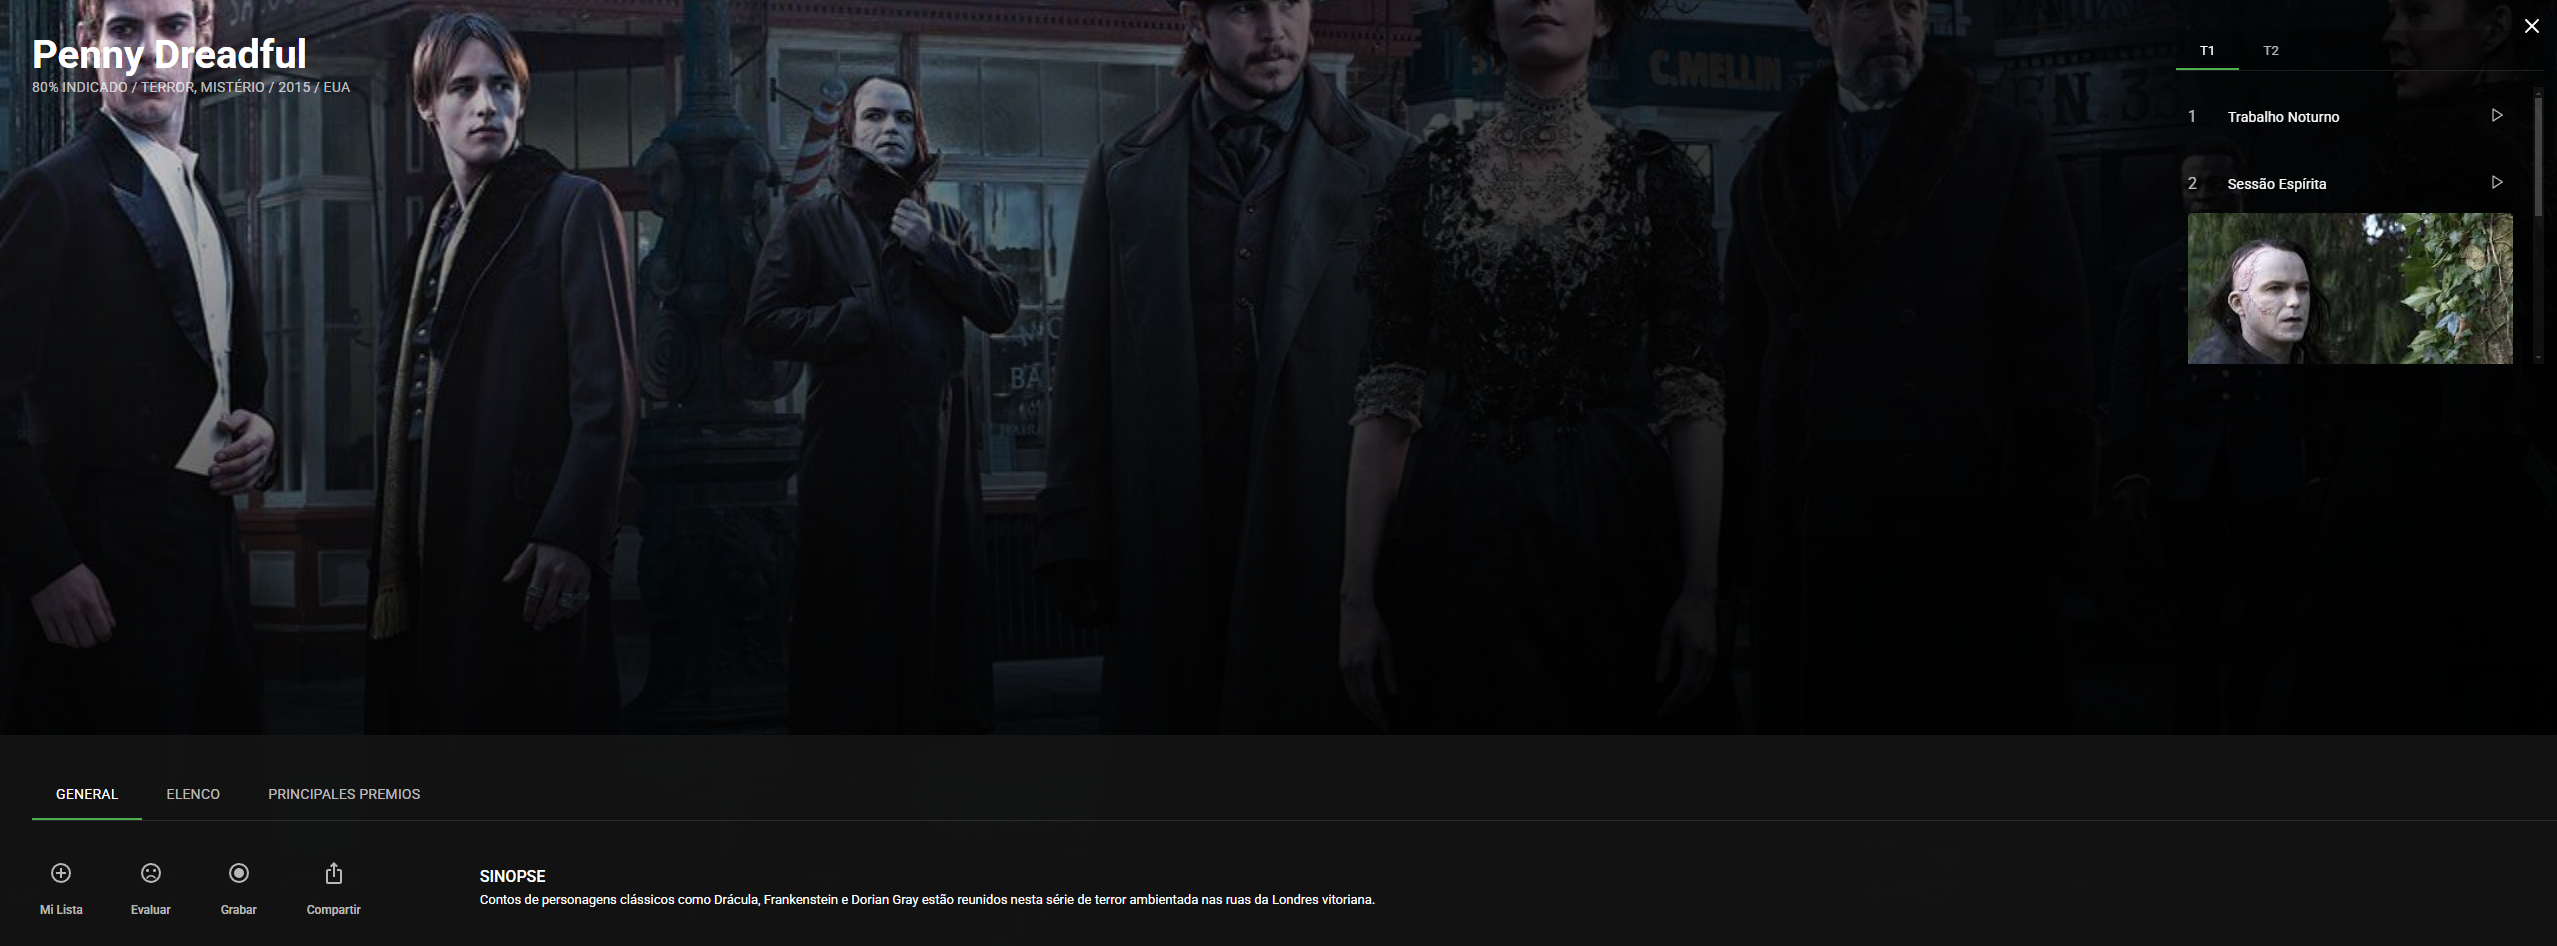 Penny Dreadful
80% INDICADO / TERROR, MISTÉRIO / 2015 / EUA
C.MELLIN
BA
T1 T2
1 Trabalho Noturno
2 Sessão Espírita
GENERAL ELENCO PRINCIPALES PREMIOS
Mi Lista Evaluar Grabar Compartir
SINOPSE
Contos de personagens clássicos como Drácula, Frankenstein e Dorian Gray estão reunidos nesta série de terror ambientada nas ruas da Londres vitoriana.